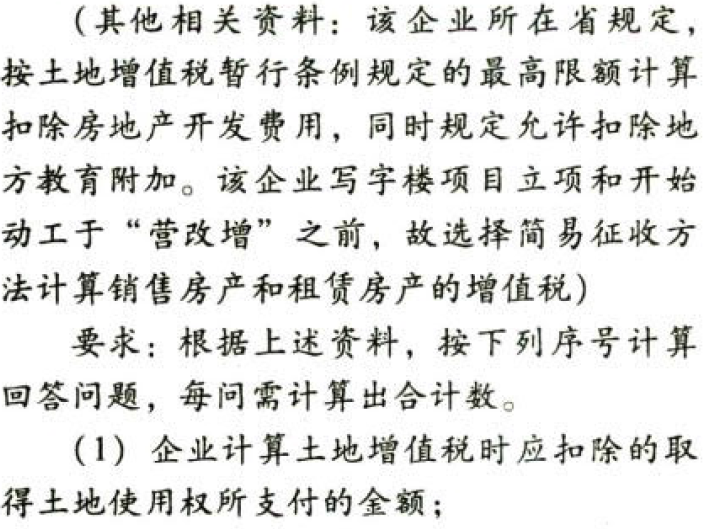 （其他相关资料：该企业所在省规定，
按土地增值税暂行条例规定的最高限额计算
扣除房地产开发费用，同时规定允许扣除地
方教育附加。该企业写字楼项目立项和开始
动工于“营改增”之前，故选择简易征收方
法计算销售房产和租赁房产的增值税）
要求：根据上述资料，按下列序号计算
回答问题，每问需计算出合计数。
（1）企业计算土地增值税时应扣除的取
得土地使用权所支付的金额；